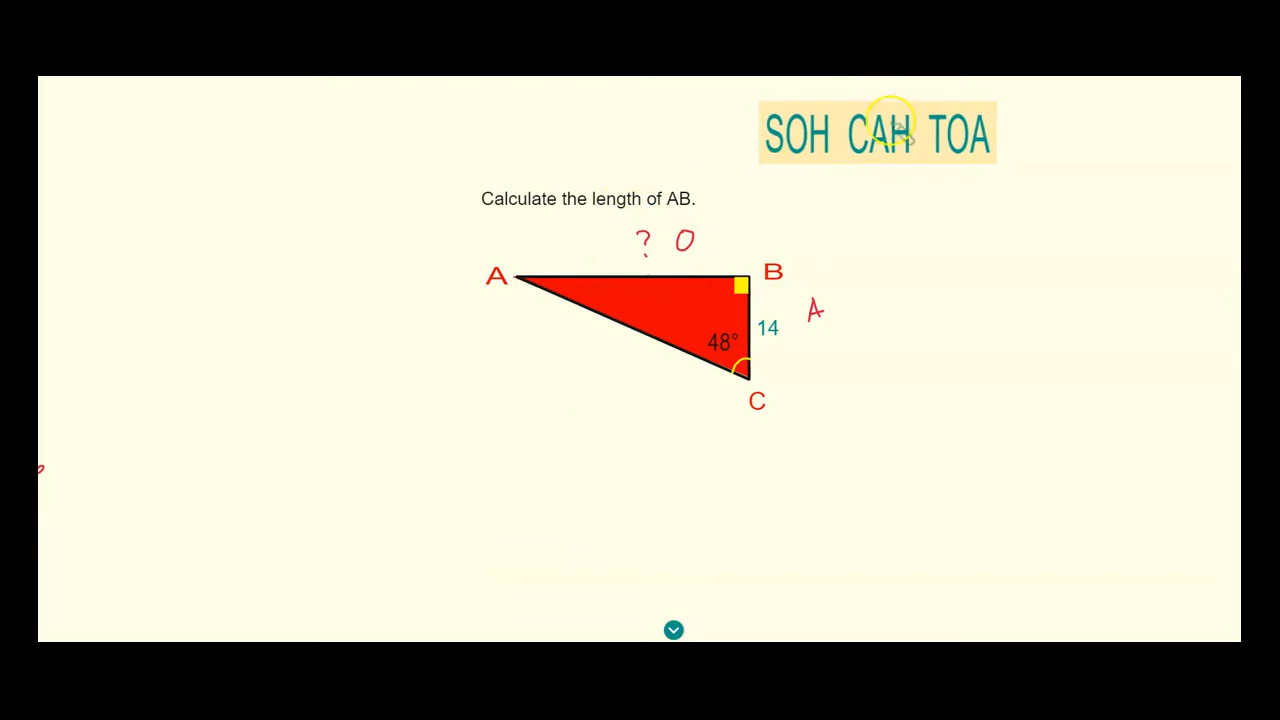 SOH CAH TOA
Calculate the length of AB.
? O
A B
14 A
48°
C